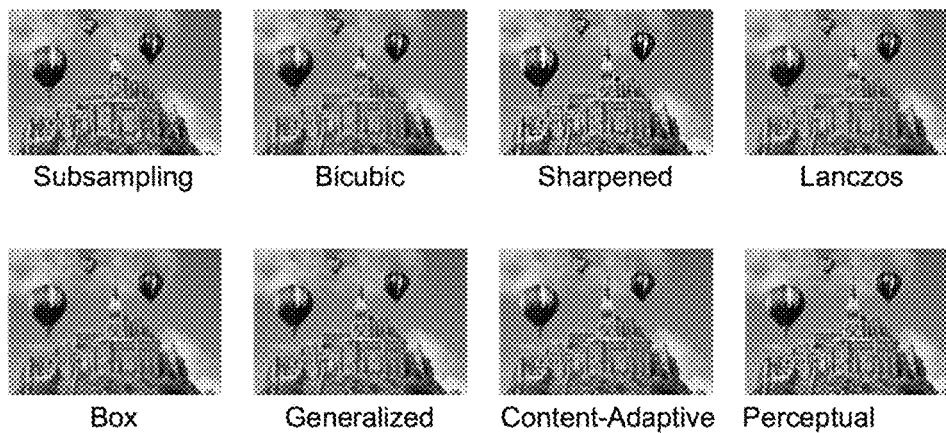 Subsampling Bicubic Sharpened Lanczos
Box Generalized Content-Adaptive Perceptual